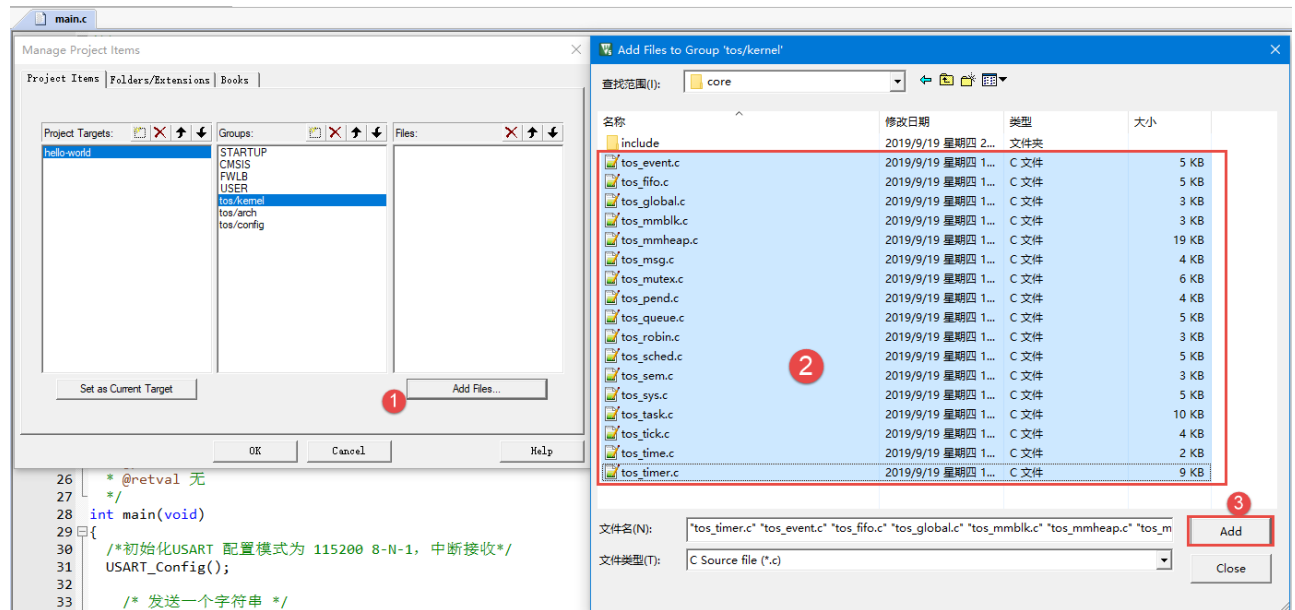 main.c
Manage Project Items
Project Items Folders/Extensions Books
Project Targets: Groups: Files:
hello-world
STARTUP
CMSIS
FWLB
USER
tos/kernel
tos/arch
tos/config
Set as Current Target
1
Add Files...
OK Cancel Help
26 * @retval 无
27 */
28 int main(void)
29 {
30 /*初始化USART 配置模式为 115200 8-N-1，中断接收*/
31 USART_Config();
32
33 /* 发送一个字符串 */
Add Files to Group 'tos/kernel'
查找范围(I): core
名称 修改日期 类型 大小
include 2019/9/19 星期四 2... 文件夹
tos_event.c 2019/9/19 星期四 1... C 文件 5 KB
tos_fifo.c 2019/9/19 星期四 1... C 文件 5 KB
tos_global.c 2019/9/19 星期四 1... C 文件 3 KB
tos_mmblk.c 2019/9/19 星期四 1... C 文件 3 KB
tos_mmheap.c 2019/9/19 星期四 1... C 文件 19 KB
tos_msg.c 2019/9/19 星期四 1... C 文件 4 KB
tos_mutex.c 2019/9/19 星期四 1... C 文件 6 KB
tos_pend.c 2019/9/19 星期四 1... C 文件 4 KB
tos_queue.c 2019/9/19 星期四 1... C 文件 5 KB
tos_robin.c 2019/9/19 星期四 1... C 文件 3 KB
tos_sched.c 2019/9/19 星期四 1... C 文件 5 KB
tos_sem.c 2019/9/19 星期四 1... C 文件 3 KB
tos_sys.c 2019/9/19 星期四 1... C 文件 5 KB
tos_task.c 2019/9/19 星期四 1... C 文件 10 KB
tos_tick.c 2019/9/19 星期四 1... C 文件 4 KB
tos_time.c 2019/9/19 星期四 1... C 文件 2 KB
tos_timer.c 2019/9/19 星期四 1... C 文件 9 KB
2
3
文件名(N): "tos_timer.c" "tos_event.c" "tos_fifo.c" "tos_global.c" "tos_mmblk.c" "tos_mmheap.c" "tos_m
Add
文件类型(T): C Source file (*.c)
Close